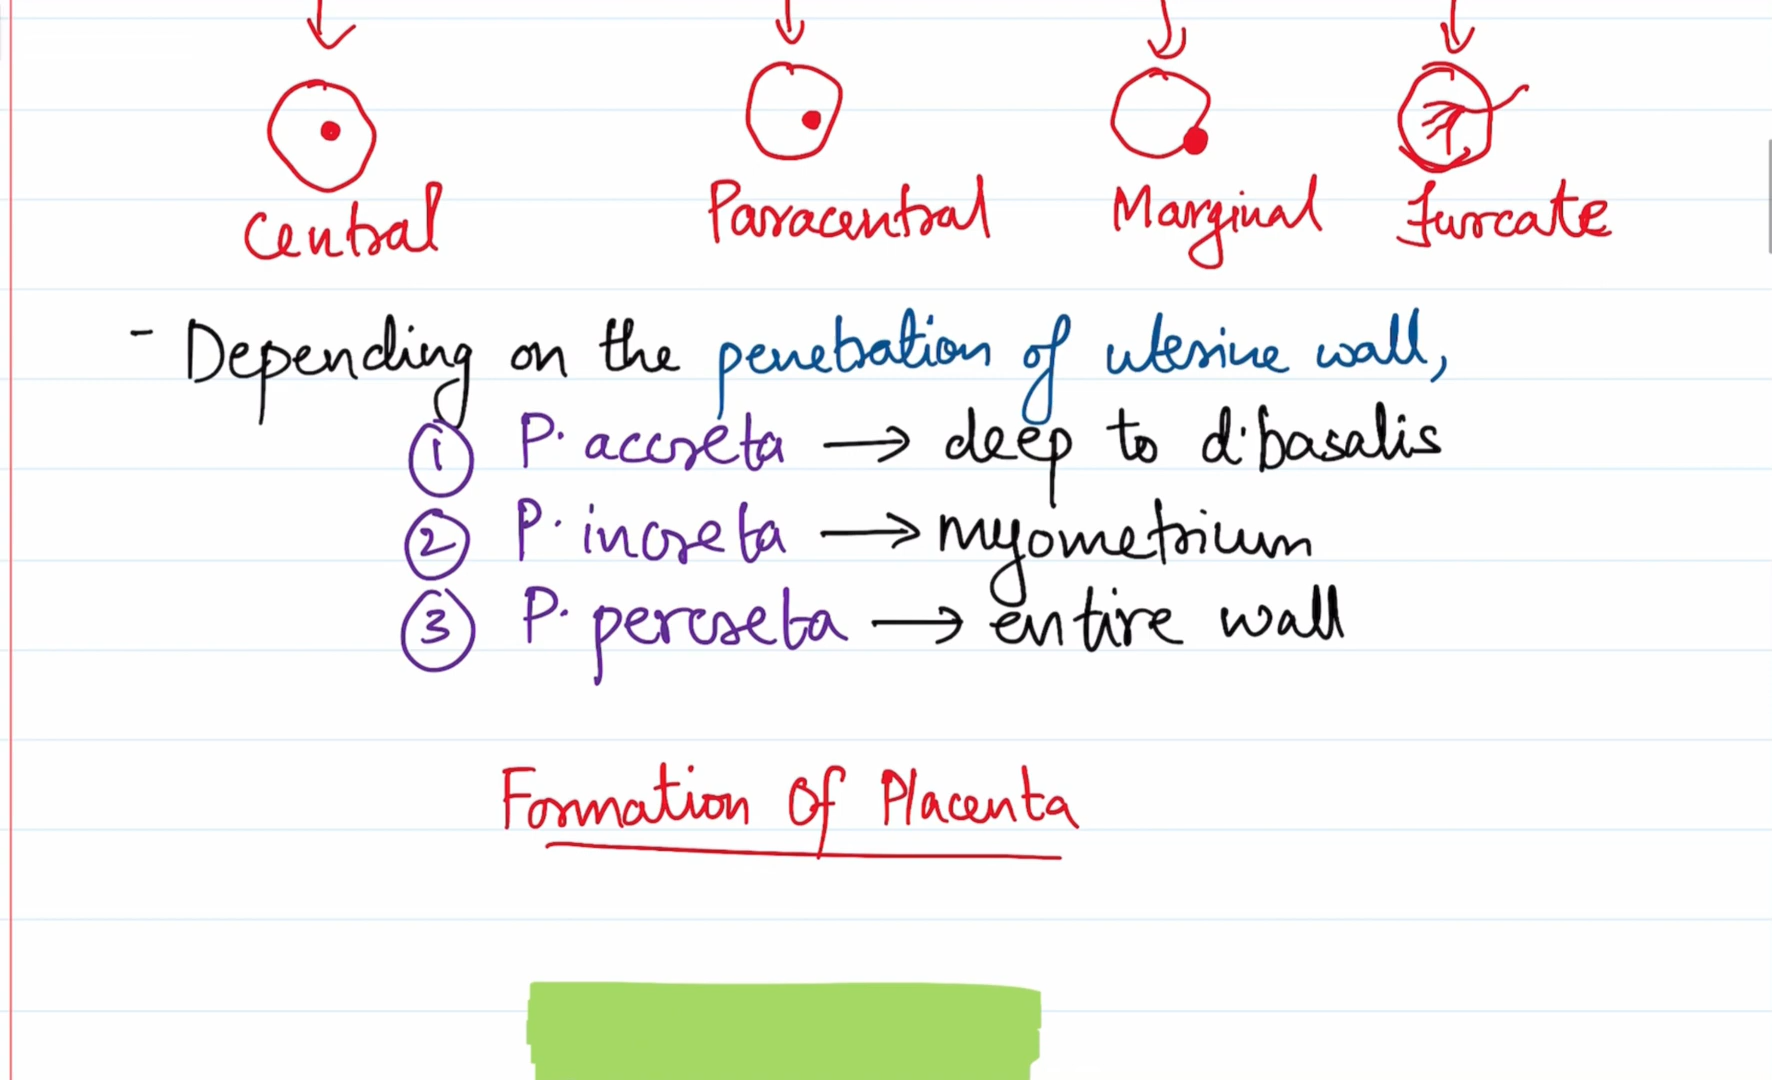 Central Paracentral Marginal Furcate
- Depending on the penetration of uterine wall,
① P. accreta → deep to d. basalis
② P. increta → myometrium
③ P. percreta → entire wall
Formation Of Placenta